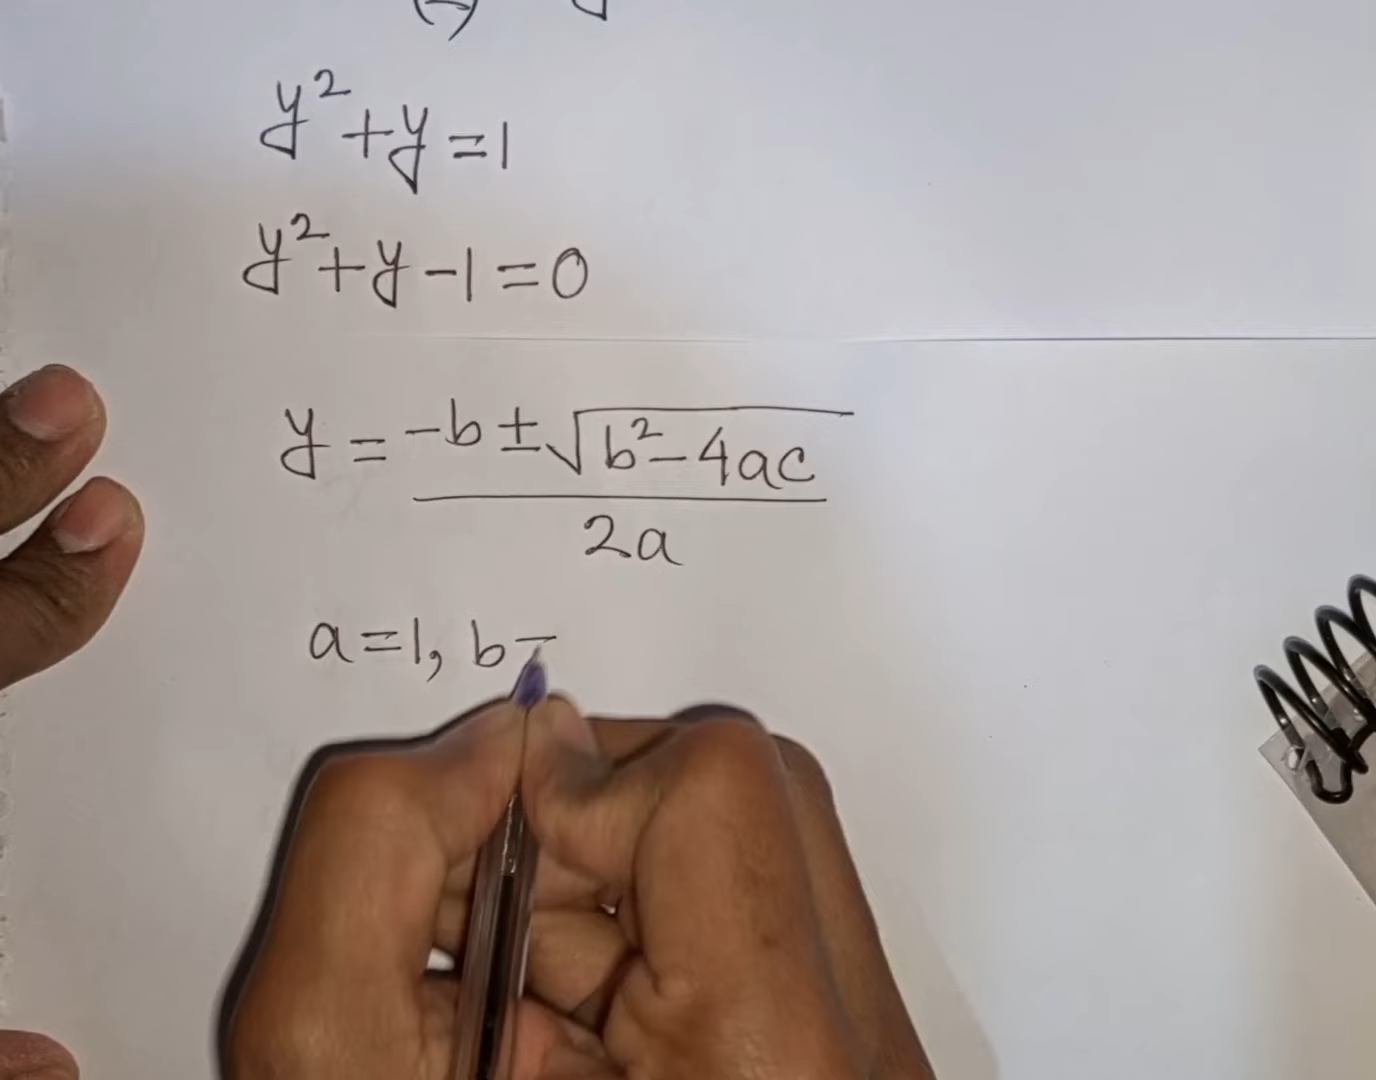 y²+y=1
y²+y-1=0
y = (-b±√(b²-4ac))/(2a)
a=1, b=